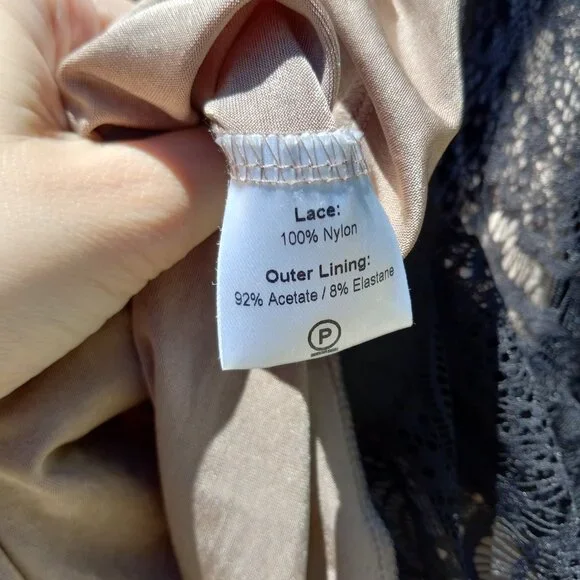 Lace:
100% Nylon
Outer Lining:
92% Acetate / 8% Elastane
P